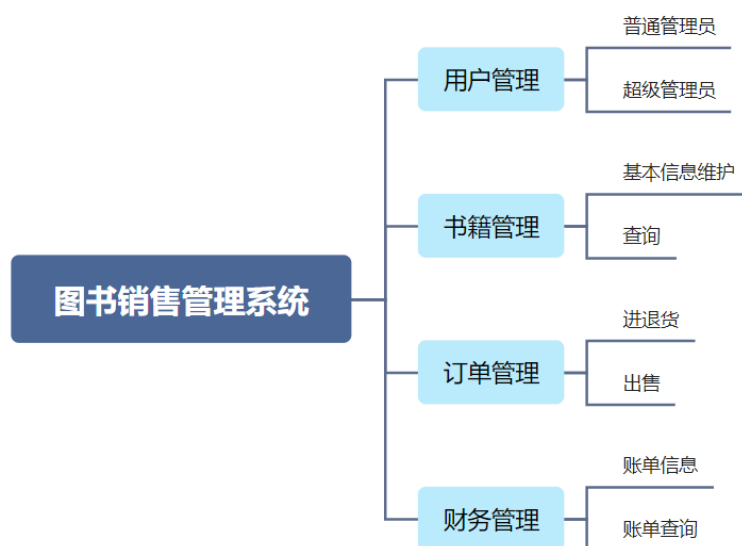 图书销售管理系统
用户管理
普通管理员
超级管理员
书籍管理
基本信息维护
查询
订单管理
进退货
出售
财务管理
账单信息
账单查询